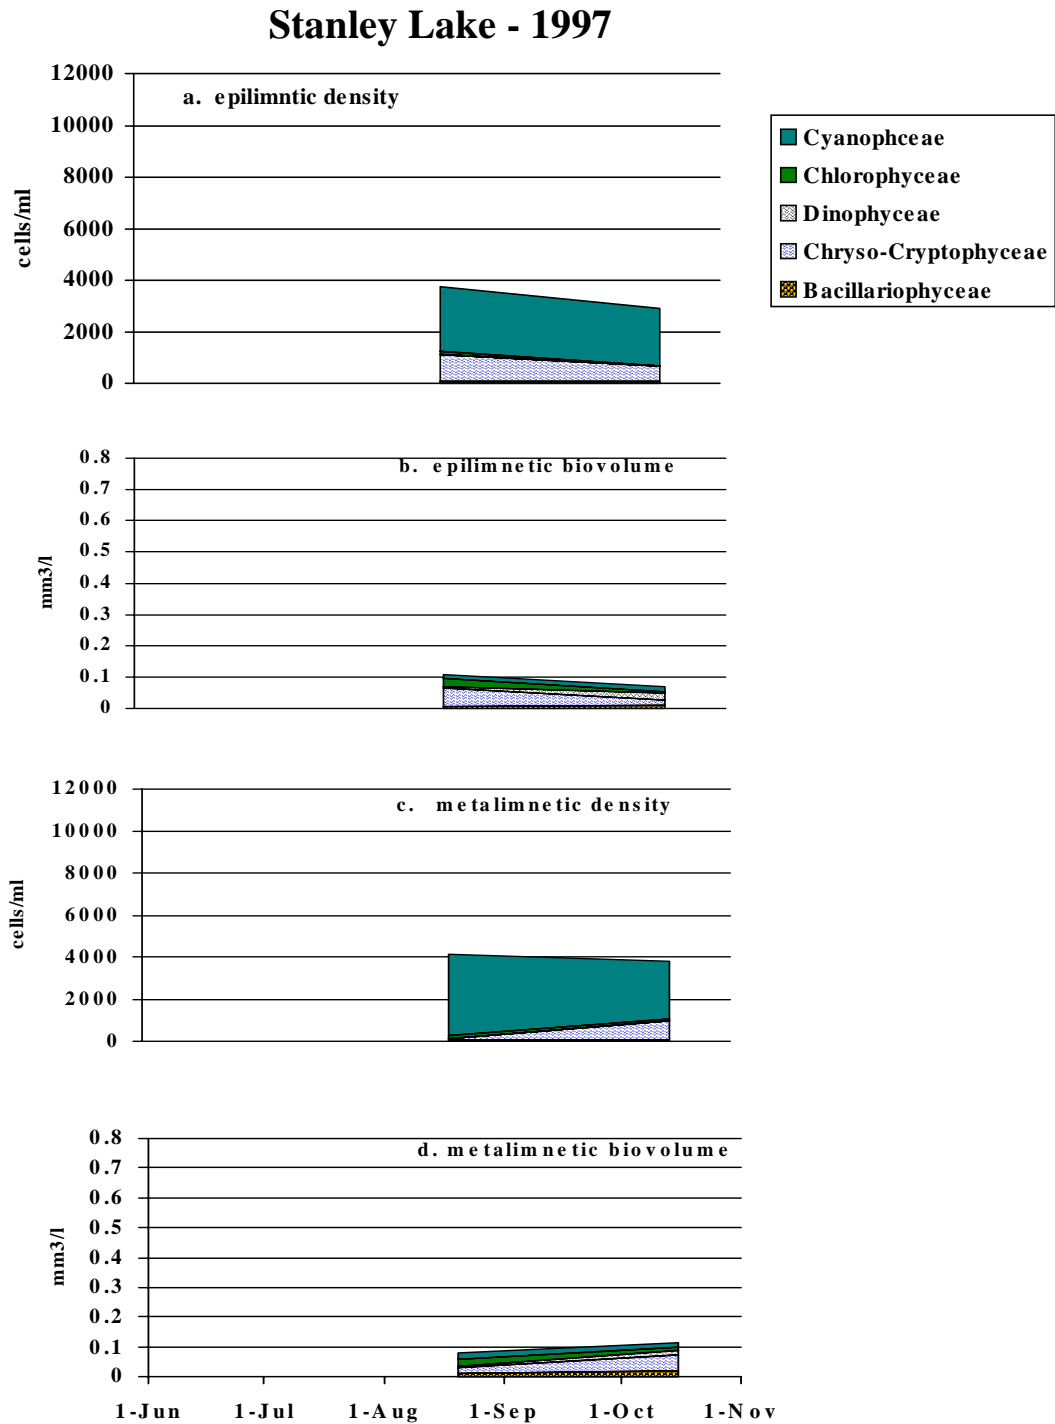 Stanley Lake - 1997
12000
10000
8000
6000
4000
2000
0
cells/ml
a. epilimntic density
Cyanophceae
Chlorophyceae
Dinophyceae
Chryso-Cryptophyceae
Bacillariophyceae
0.8
0.7
0.6
0.5
0.4
0.3
0.2
0.1
0
mm3/l
b. epilimnetic biovolume
12000
10000
8000
6000
4000
2000
0
cells/ml
c. metalimnetic density
0.8
0.7
0.6
0.5
0.4
0.3
0.2
0.1
0
mm3/l
d. metalimnetic biovolume
1-Jun 1-Jul 1-Aug 1-Sep 1-Oct 1-Nov